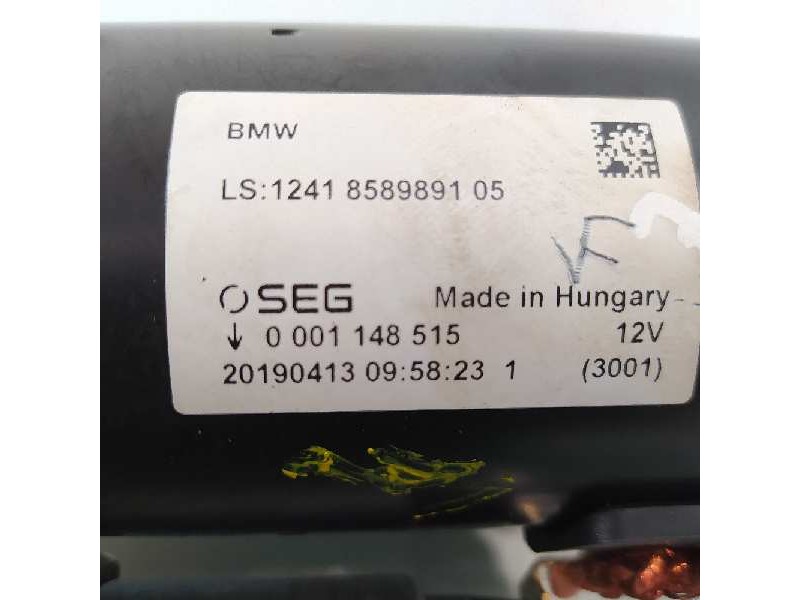 BMW
LS:1241 8589891 05
SEG Made in Hungary
0 001 148 515 12V
20190413 09:58:23 1 (3001)